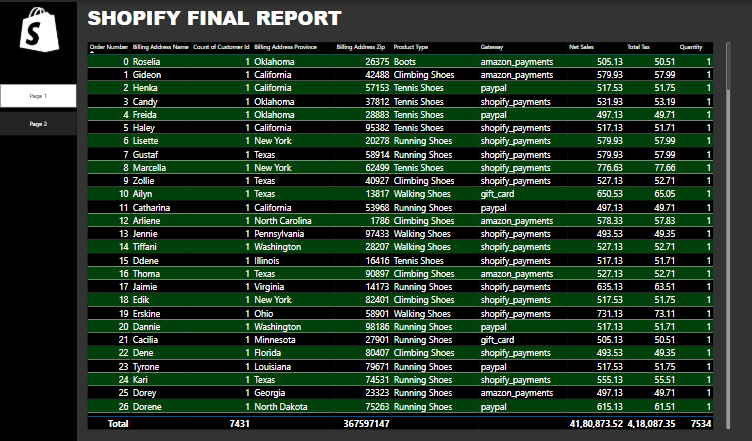 SHOPIFY FINAL REPORT
Page 1
Page 2
Order Number Billing Address Name Count of Customer Id Billing Address Province Billing Address Zip Product Type Gateway Net Sales Total Tax Quantity
0 Roselia 1 Oklahoma 26375 Boots amazon_payments 505.13 50.51 1
1 Gideon 1 California 42488 Climbing Shoes amazon_payments 579.93 57.99 1
2 Henka 1 California 57153 Tennis Shoes paypal 517.53 51.75 1
3 Candy 1 Oklahoma 37812 Tennis Shoes shopify_payments 531.93 53.19 1
4 Freida 1 Oklahoma 28883 Tennis Shoes paypal 497.13 49.71 1
5 Haley 1 California 95382 Tennis Shoes shopify_payments 517.13 51.71 1
6 Lisette 1 New York 20278 Running Shoes shopify_payments 579.93 57.99 1
7 Gustaf 1 Texas 58914 Running Shoes shopify_payments 579.93 57.99 1
8 Marcella 1 New York 62499 Tennis Shoes shopify_payments 776.63 77.66 1
9 Zollie 1 Texas 40927 Climbing Shoes shopify_payments 527.13 52.71 1
10 Ailyn 1 Texas 13817 Walking Shoes gift_card 650.53 65.05 1
11 Catharina 1 California 53968 Running Shoes paypal 497.13 49.71 1
12 Arliene 1 North Carolina 1786 Climbing Shoes amazon_payments 578.33 57.83 1
13 Jennie 1 Pennsylvania 97433 Walking Shoes shopify_payments 493.53 49.35 1
14 Tiffani 1 Washington 28207 Walking Shoes shopify_payments 527.13 52.71 1
15 Ddene 1 Illinois 16416 Tennis Shoes shopify_payments 517.13 51.71 1
16 Thoma 1 Texas 90897 Climbing Shoes amazon_payments 527.13 52.71 1
17 Jaimie 1 Virginia 14173 Running Shoes shopify_payments 635.13 63.51 1
18 Edik 1 New York 82401 Climbing Shoes shopify_payments 517.53 51.75 1
19 Erskine 1 Ohio 58901 Walking Shoes shopify_payments 731.13 73.11 1
20 Dannie 1 Washington 98186 Running Shoes paypal 517.13 51.71 1
21 Cacilia 1 Minnesota 27901 Running Shoes gift_card 505.13 50.51 1
22 Dene 1 Florida 80407 Climbing Shoes shopify_payments 493.53 49.35 1
23 Tyrone 1 Louisiana 79671 Running Shoes paypal 517.53 51.75 1
24 Kari 1 Texas 74531 Running Shoes shopify_payments 555.13 55.51 1
25 Dorey 1 Georgia 23323 Running Shoes amazon_payments 497.13 49.71 1
26 Dorene 1 North Dakota 75263 Running Shoes paypal 615.13 61.51 1
Total 7431 367597147 41,80,873.52 4,18,087.35 7534